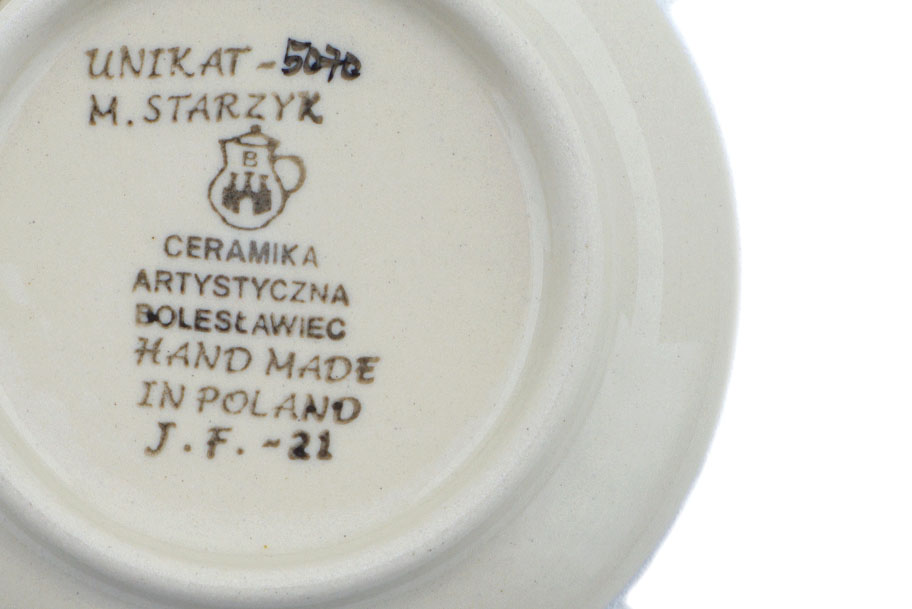 UNIKAT-5070
M. STARZYK
B
CERAMIKA
ARTYSTYCZNA
BOLESŁAWIEC
HAND MADE
IN POLAND
J.F.-21